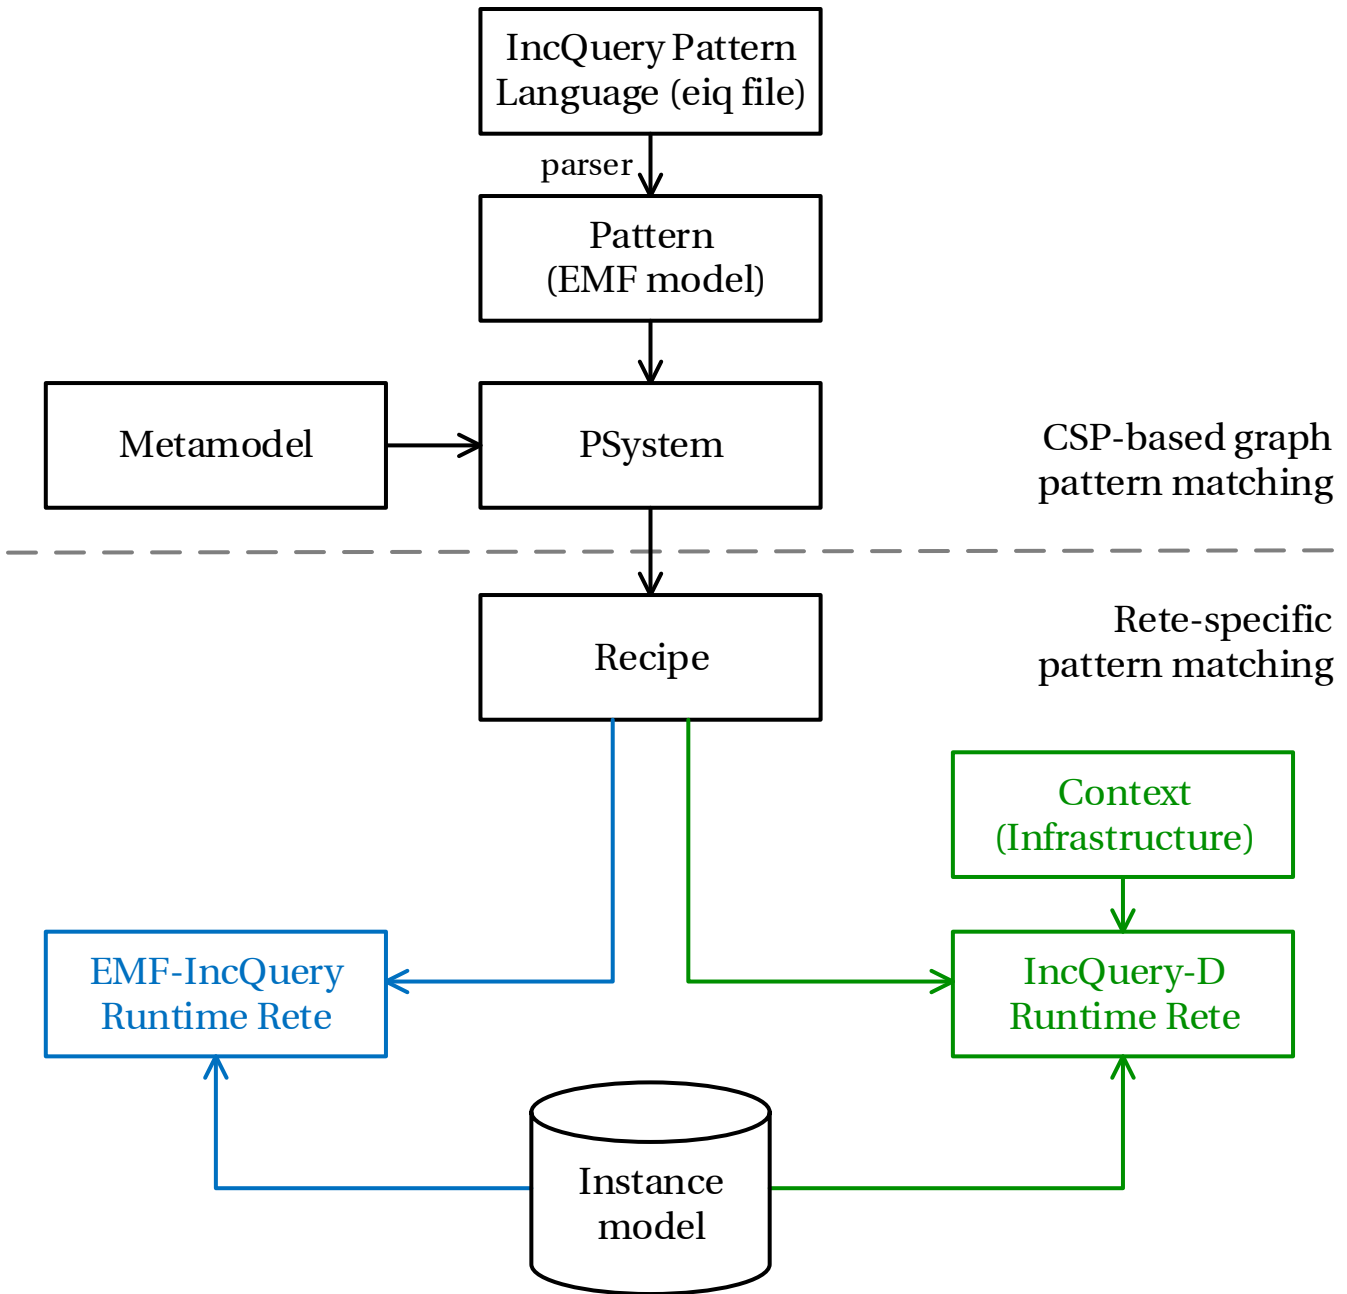 IncQuery Pattern
Language (eiq file)
parser
Pattern
(EMF model)
Metamodel
PSystem
CSP-based graph
pattern matching
Recipe
Rete-specific
pattern matching
Context
(Infrastructure)
EMF-IncQuery
Runtime Rete
IncQuery-D
Runtime Rete
Instance
model